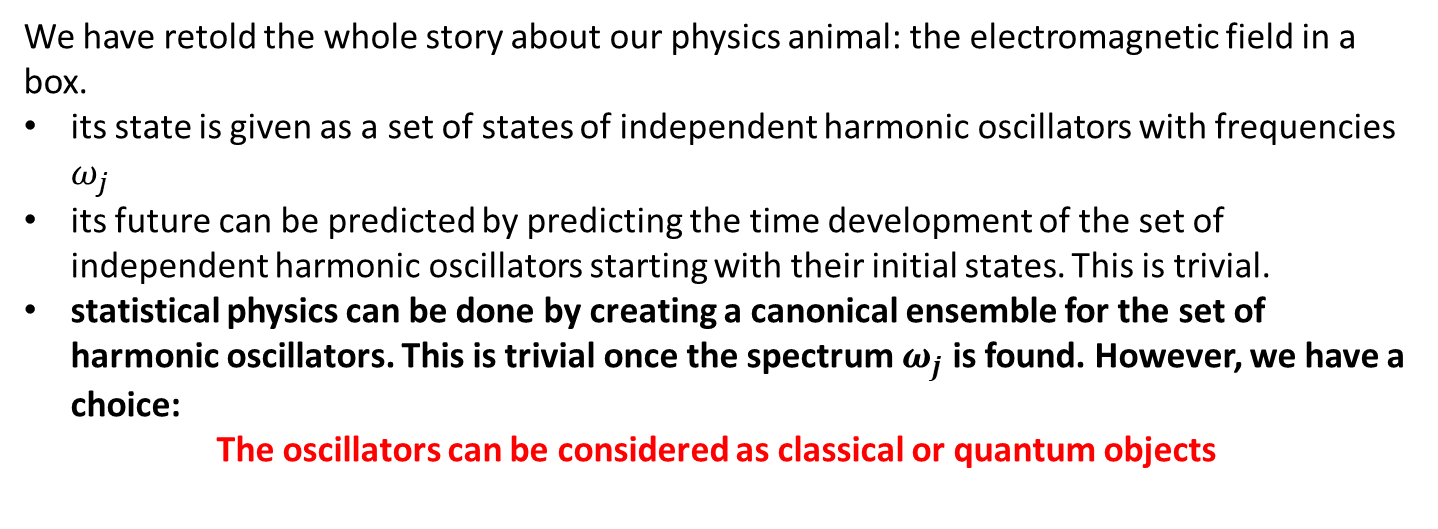 We have retold the whole story about our physics animal: the electromagnetic field in a
box.
• its state is given as a set of states of independent harmonic oscillators with frequencies
ω_j
• its future can be predicted by predicting the time development of the set of
independent harmonic oscillators starting with their initial states. This is trivial.
• statistical physics can be done by creating a canonical ensemble for the set of
harmonic oscillators. This is trivial once the spectrum ω_j is found. However, we have a
choice:
The oscillators can be considered as classical or quantum objects